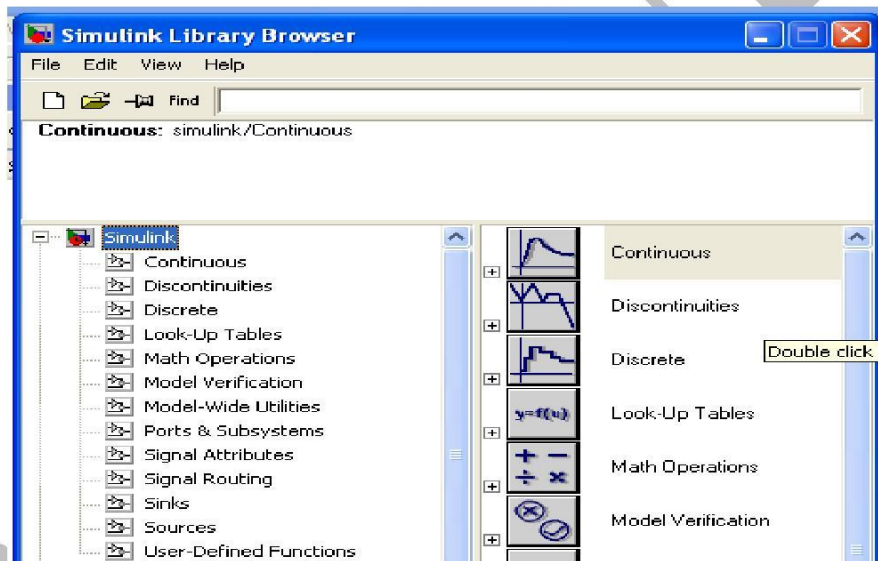 Simulink Library Browser
File Edit View Help
Find
Continuous: simulink/Continuous
Simulink
Continuous
Discontinuities
Discrete
Look-Up Tables
Math Operations
Model Verification
Model-Wide Utilities
Ports & Subsystems
Signal Attributes
Signal Routing
Sinks
Sources
User-Defined Functions
Continuous
Discontinuities
Discrete
Double click
y=f(u)
Look-Up Tables
Math Operations
Model Verification